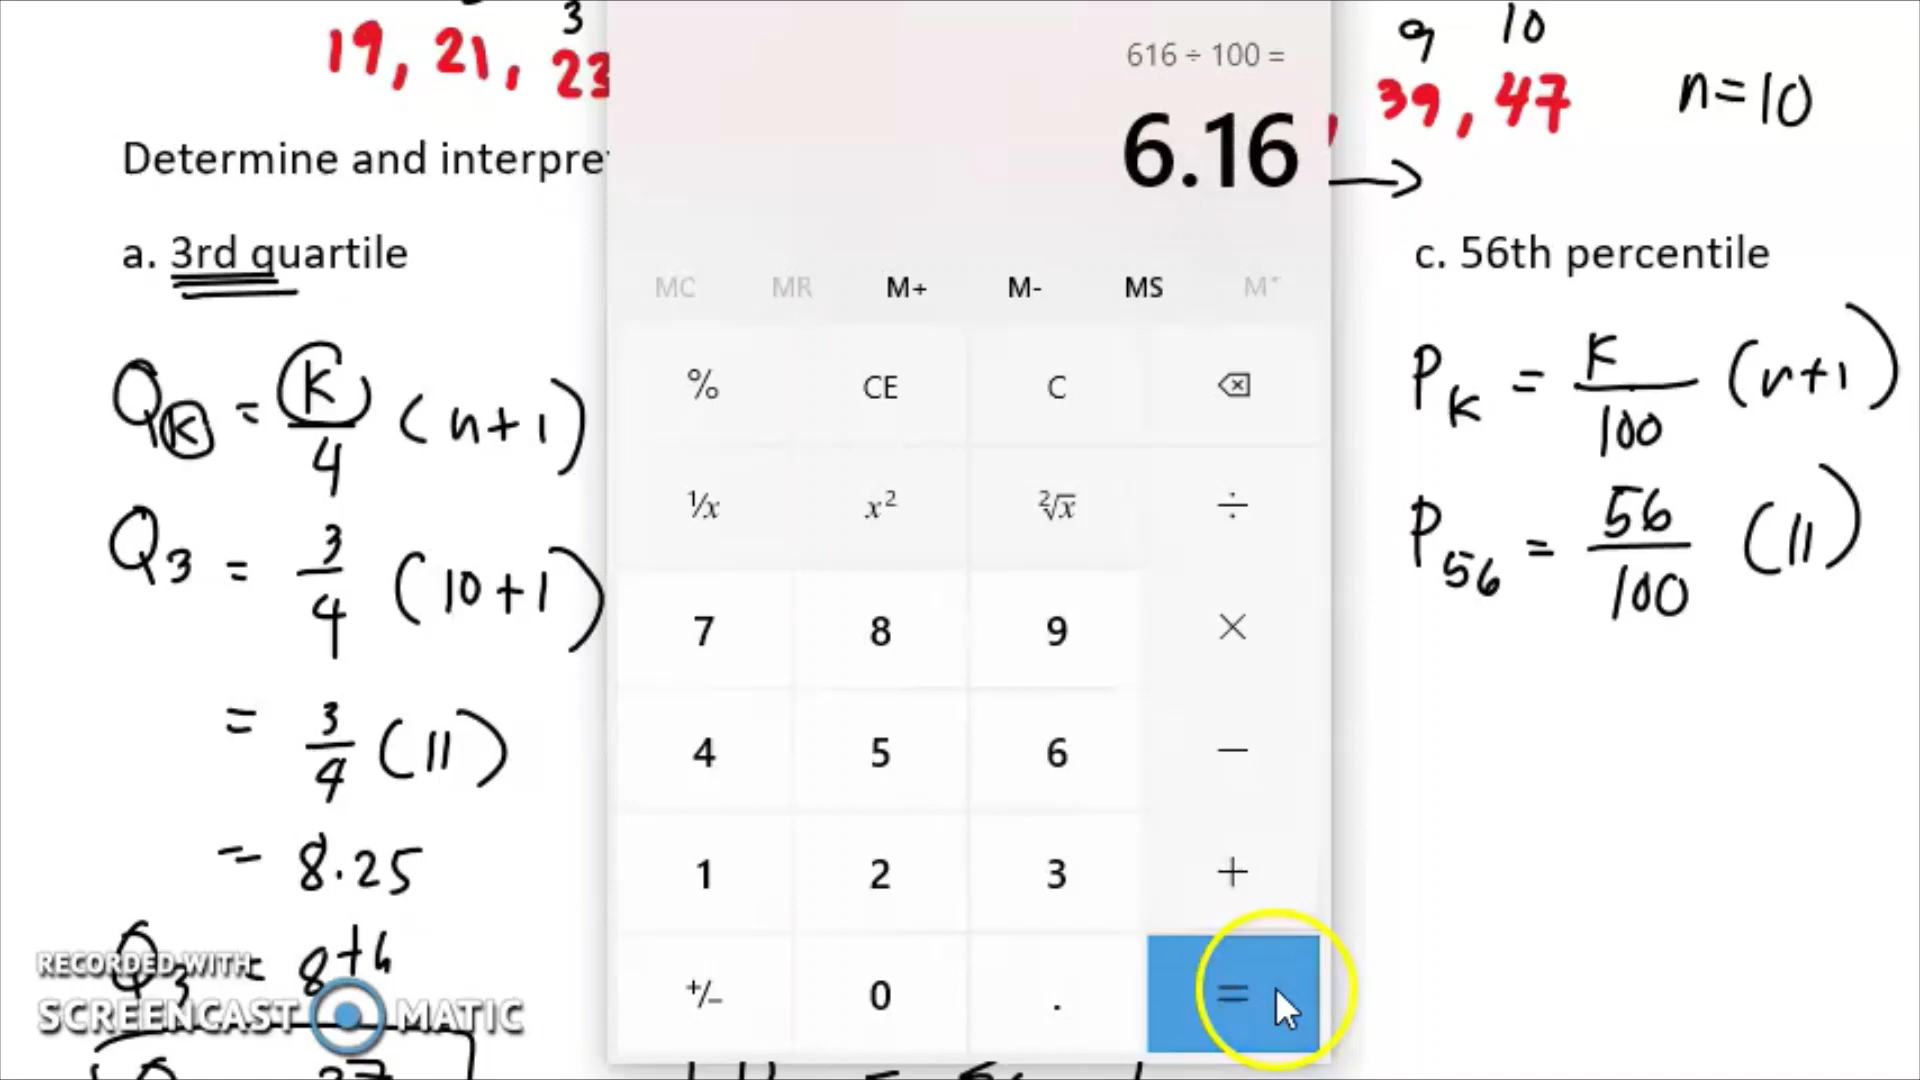 3 9 10
19, 21, 23 , 39, 47 n=10
Determine and interpre
a. 3rd quartile
c. 56th percentile
Qk = k/4 (n+1)
Q3 = 3/4 (10+1)
= 3/4 (11)
= 8.25
Q3 = 8th
37
616 ÷ 100 =
6.16
MC MR M+ M- MS
% CE C ⌫
1/x x² ²√x ÷
7 8 9 ×
4 5 6 −
1 2 3 +
+/− 0 . =
PK = K/100 (n+1)
P56 = 56/100 (11)
RECORDED WITH
SCREENCAST MATIC